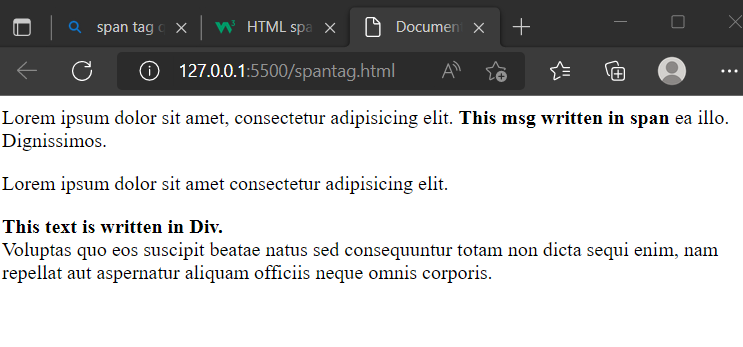 span tag
HTML spa
Documen
127.0.0.1:5500/spantag.html
Lorem ipsum dolor sit amet, consectetur adipisicing elit. This msg written in span ea illo.
Dignissimos.
Lorem ipsum dolor sit amet consectetur adipisicing elit.
This text is written in Div.
Voluptas quo eos suscipit beatae natus sed consequuntur totam non dicta sequi enim, nam
repellat aut aspernatur aliquam officiis neque omnis corporis.